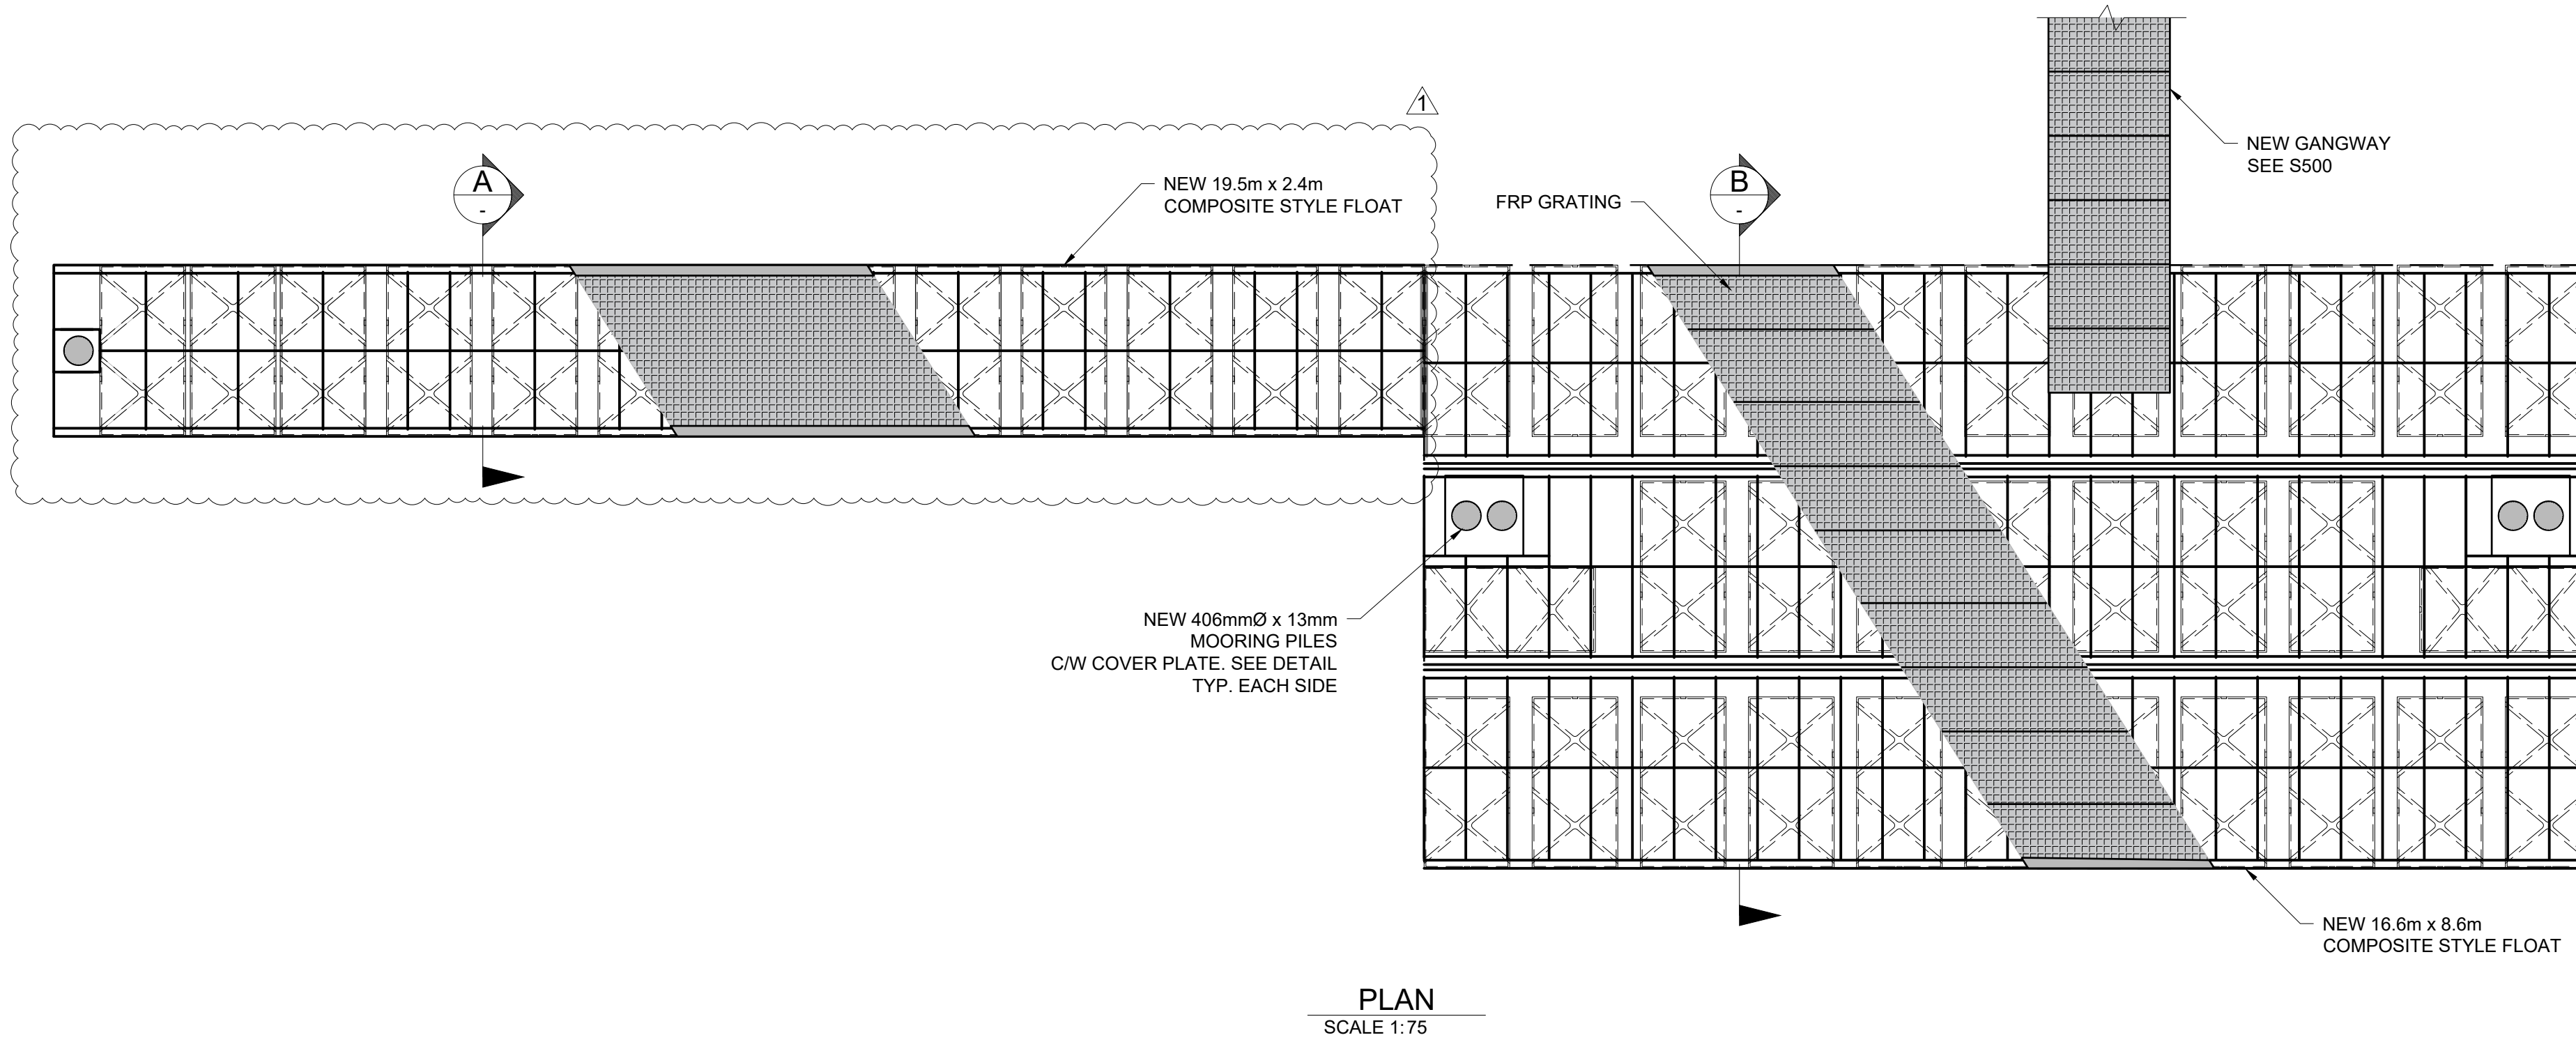 1
A
-
NEW 19.5m x 2.4m
COMPOSITE STYLE FLOAT
FRP GRATING
B
-
NEW GANGWAY
SEE S500
NEW 406mmØ x 13mm
MOORING PILES
C/W COVER PLATE. SEE DETAIL
TYP. EACH SIDE
NEW 16.6m x 8.6m
COMPOSITE STYLE FLOAT
PLAN
SCALE 1:75